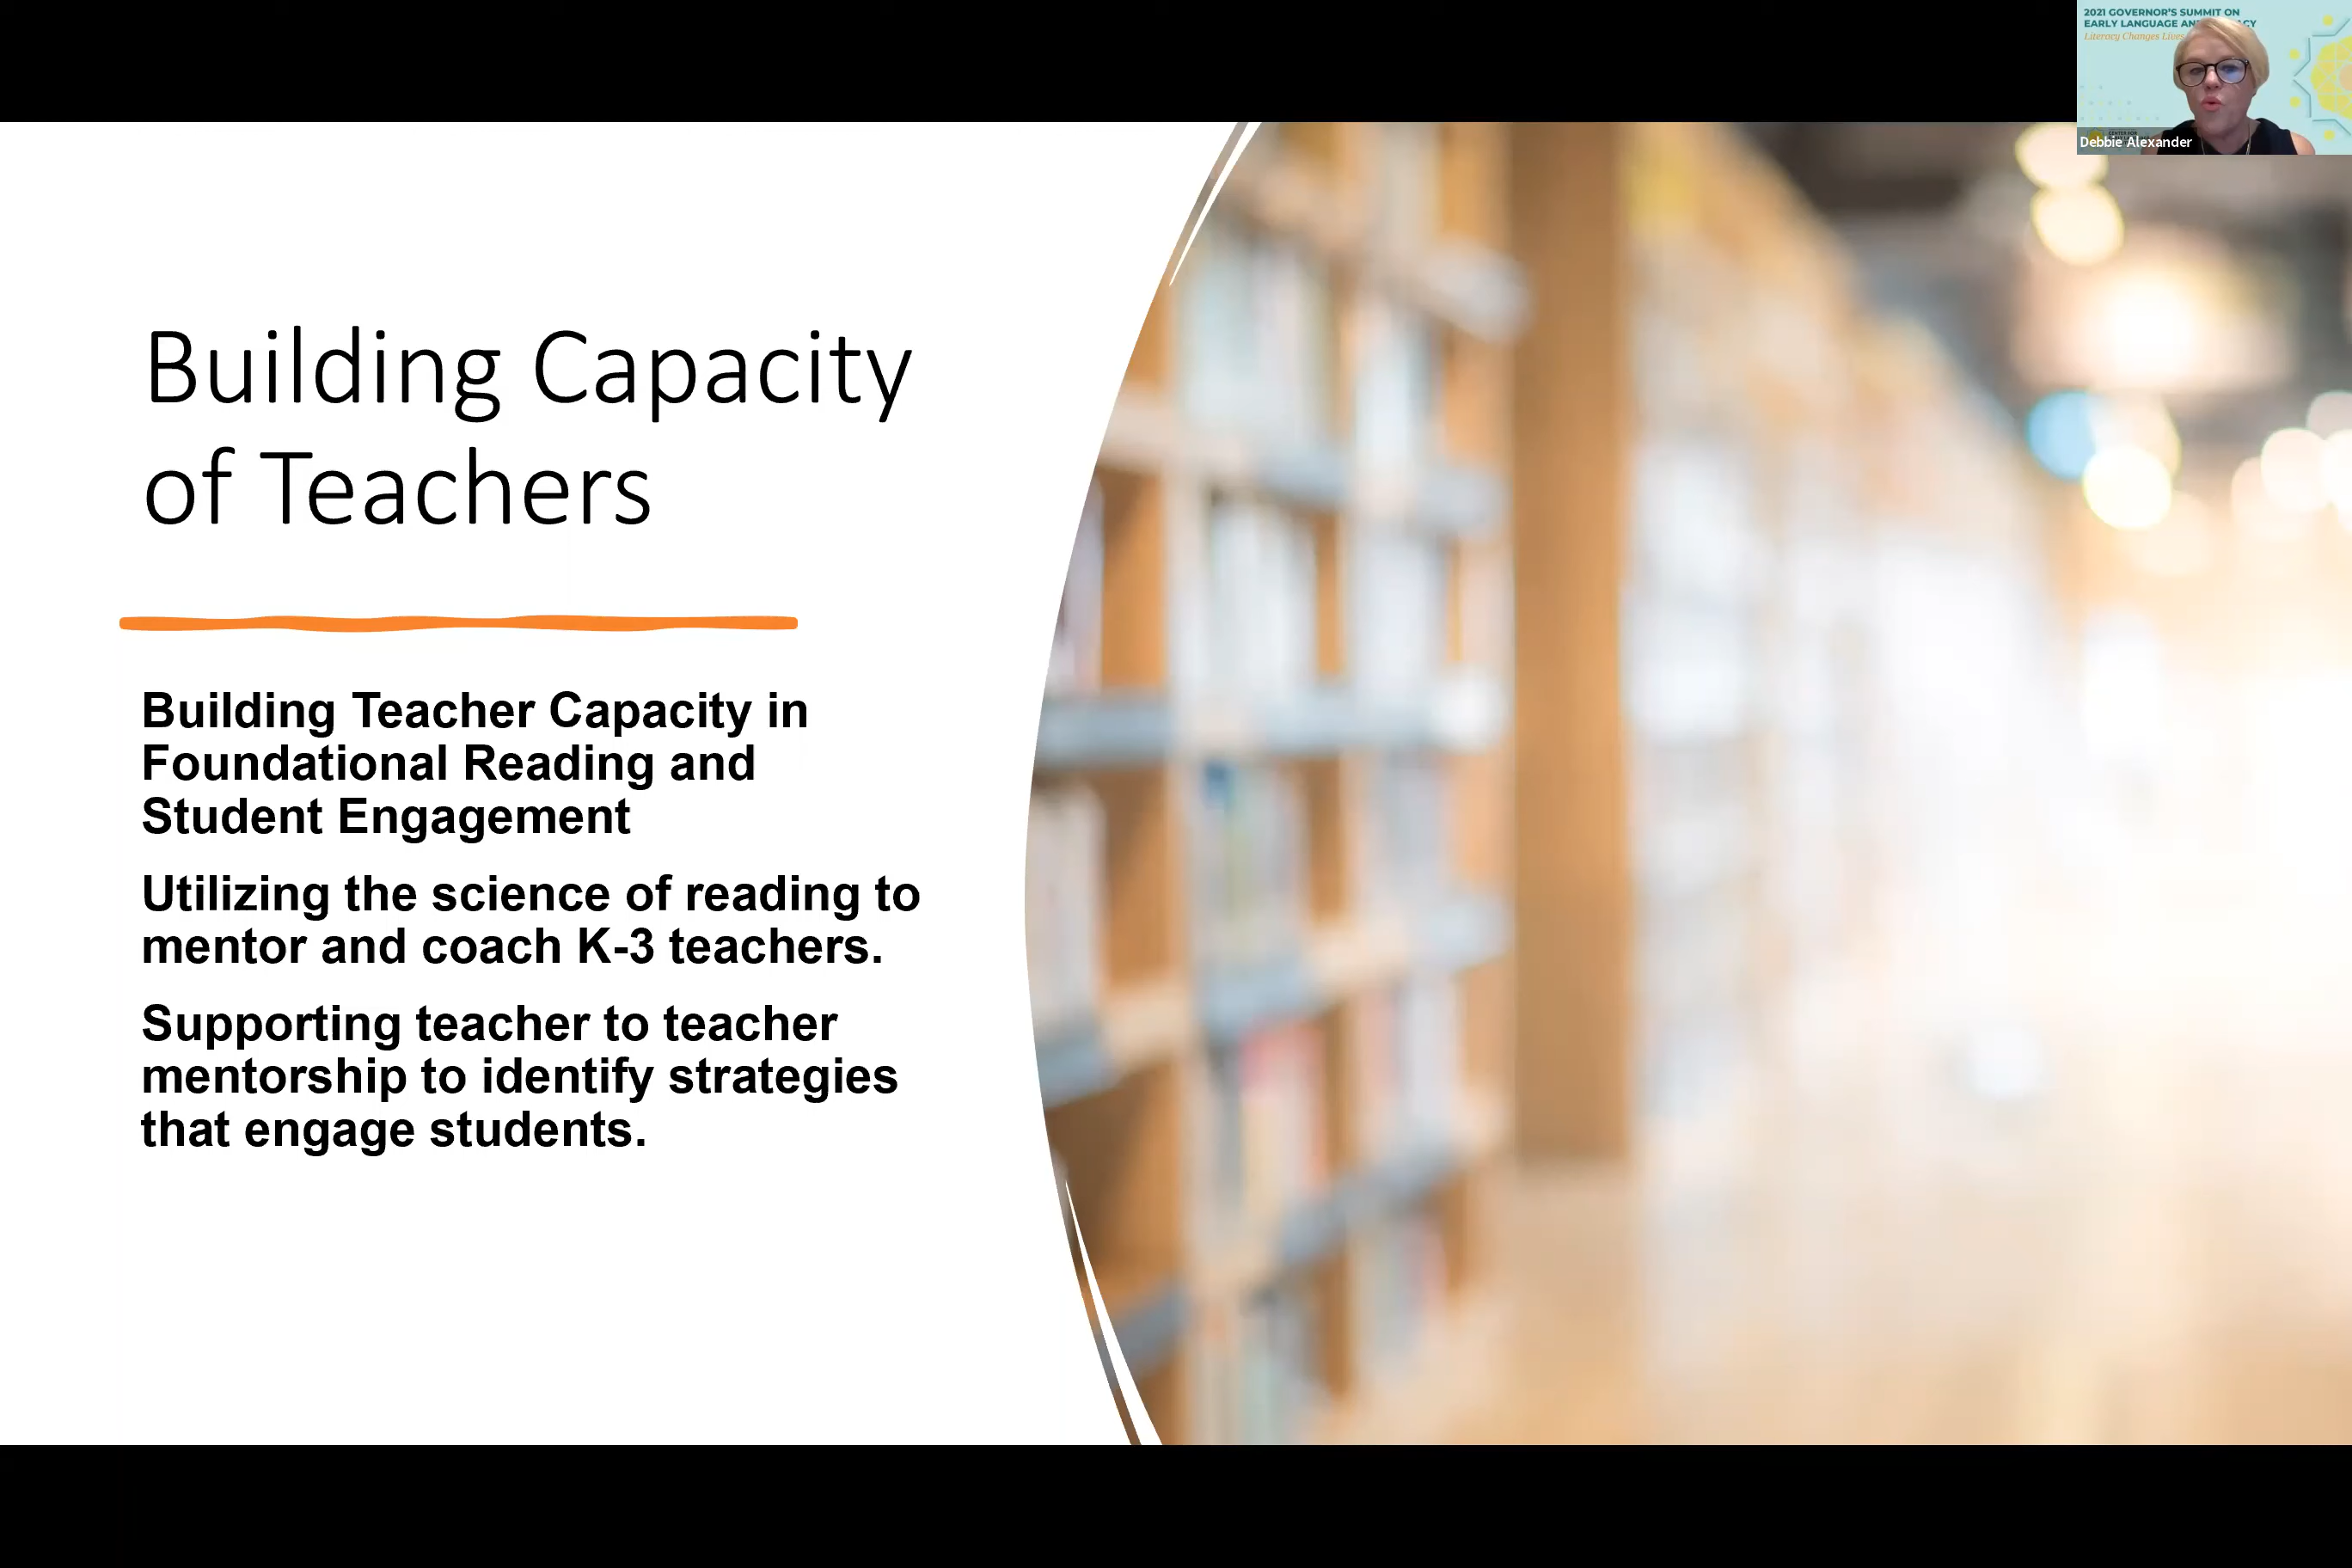 2021 GOVERNOR'S SUMMIT ON
EARLY LANGUAGE
Literacy Changes Lives
Debbie Alexander
Building Capacity
of Teachers
Building Teacher Capacity in
Foundational Reading and
Student Engagement
Utilizing the science of reading to
mentor and coach K-3 teachers.
Supporting teacher to teacher
mentorship to identify strategies
that engage students.